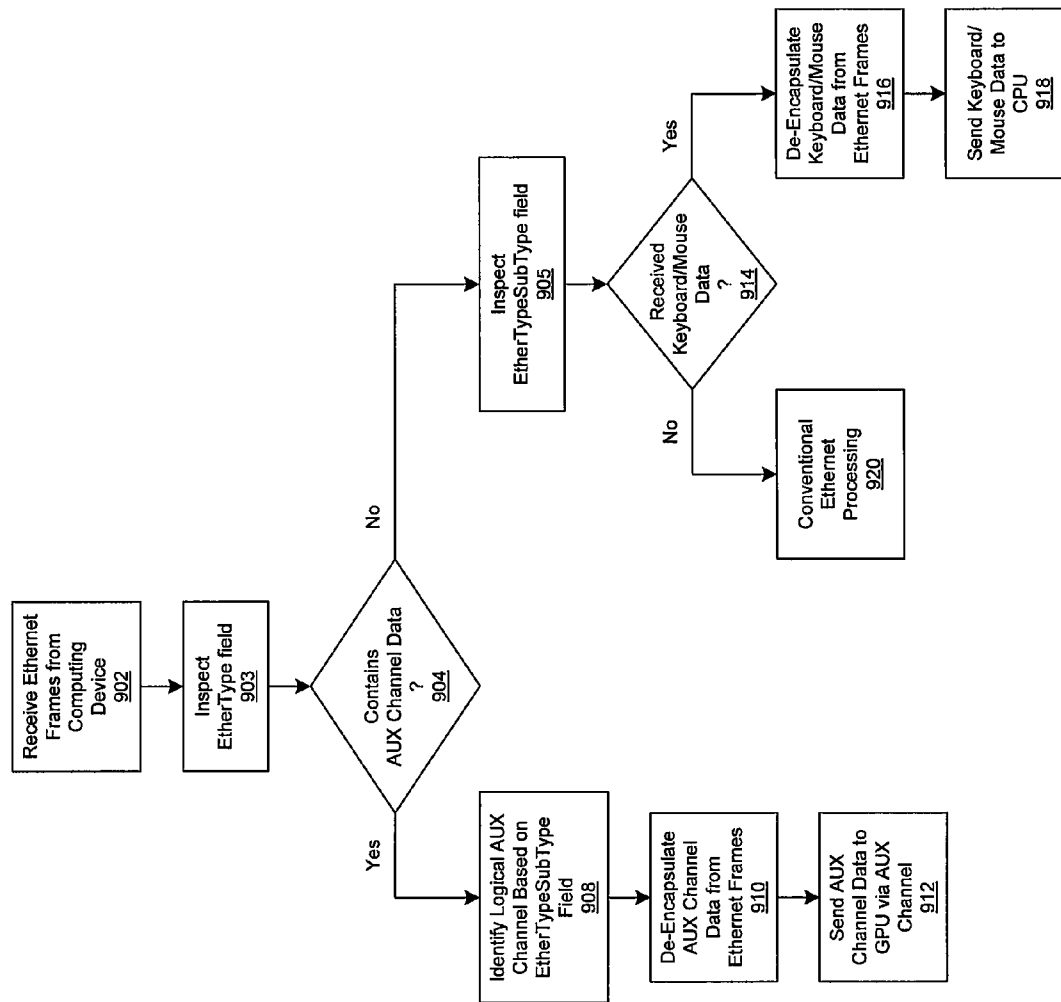 Receive Ethernet
Frames from
Computing
Device
902
Inspect
EtherType field
903
Contains
AUX Channel Data
?
904
Yes
No
Identify Logical AUX
Channel Based on
EtherTypeSubType
Field
908
De-Encapsulate
AUX Channel
Data from
Ethernet Frames
910
Send AUX
Channel Data to
GPU via AUX
Channel
912
Inspect
EtherTypeSubType field
905
Received
Keyboard/Mouse
Data
?
914
No
Yes
Conventional
Ethernet
Processing
920
De-Encapsulate
Keyboard/Mouse
Data from
Ethernet Frames
916
Send Keyboard/
Mouse Data to
CPU
918